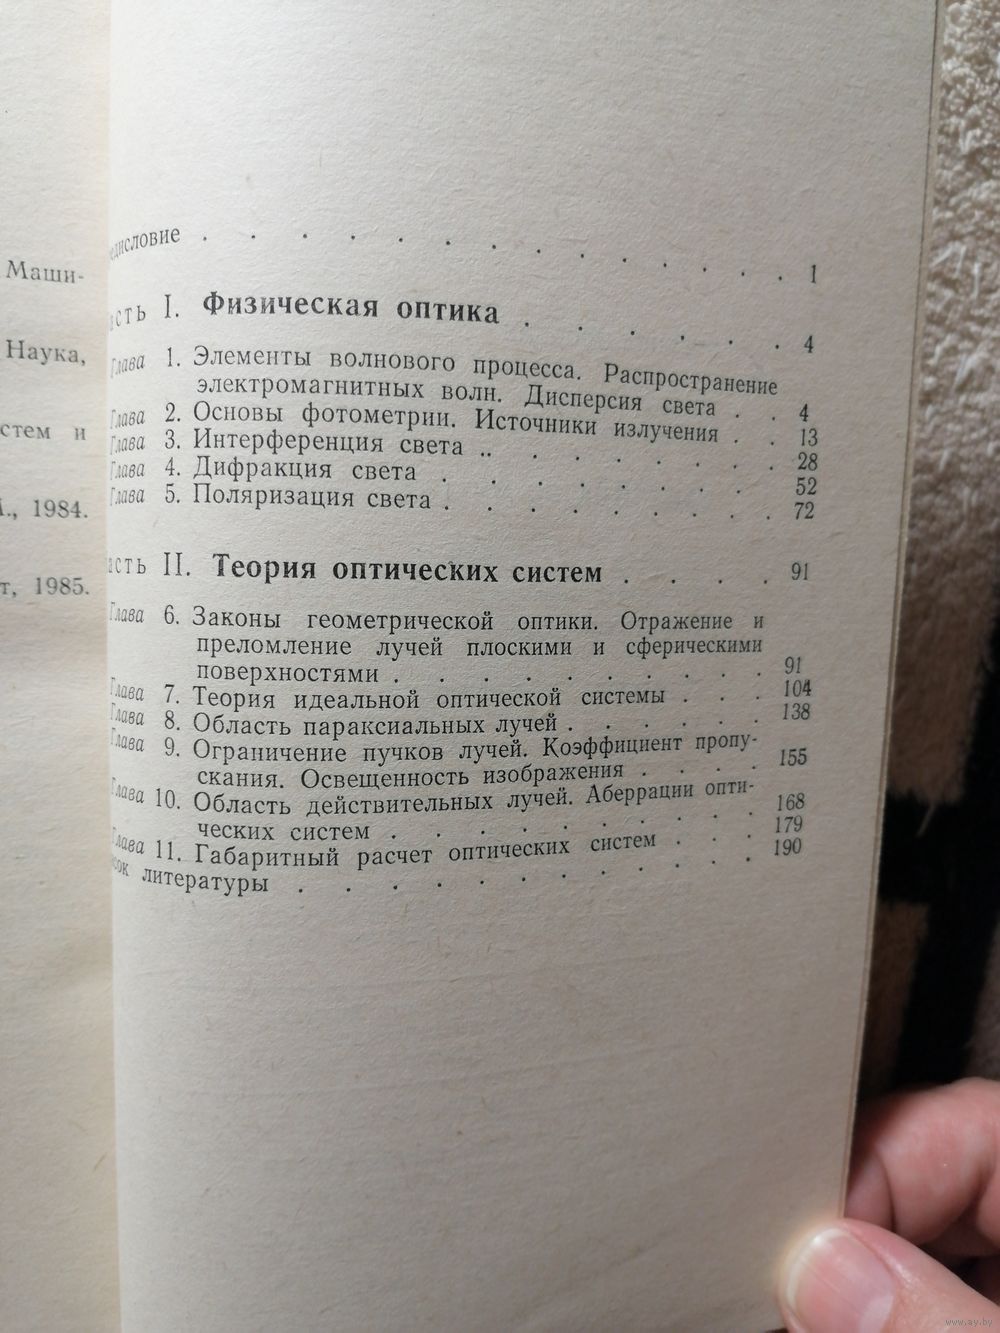 Маши-
Наука,
стем и
1984.
т, 1985.
едисловие . . . . . . . . . . . . 1
сть I. Физическая оптика . . . . . . 4
Глава 1. Элементы волнового процесса. Распространение
электромагнитных волн. Дисперсия света . . 4
Глава 2. Основы фотометрии. Источники излучения . . 13
Глава 3. Интерференция света .. . . . . . . 28
Глава 4. Дифракция света . . . . . . . 52
Глава 5. Поляризация света . . . . . . . . 72
асть II. Теория оптических систем . . . . 91
Глава 6. Законы геометрической оптики. Отражение и
преломление лучей плоскими и сферическими
поверхностями . . . . . . . . . 91
Глава 7. Теория идеальной оптической системы . . . 104
Глава 8. Область параксиальных лучей . . . . . 138
Глава 9. Ограничение пучков лучей. Коэффициент пропу-
скания. Освещенность изображения . . . . 155
Глава 10. Область действительных лучей. Аберрации опти-
ческих систем . . . . . . . . . 168
Глава 11. Габаритный расчет оптических систем . . . 179
сок литературы . . . . . . . . . . 190
www.ay.by